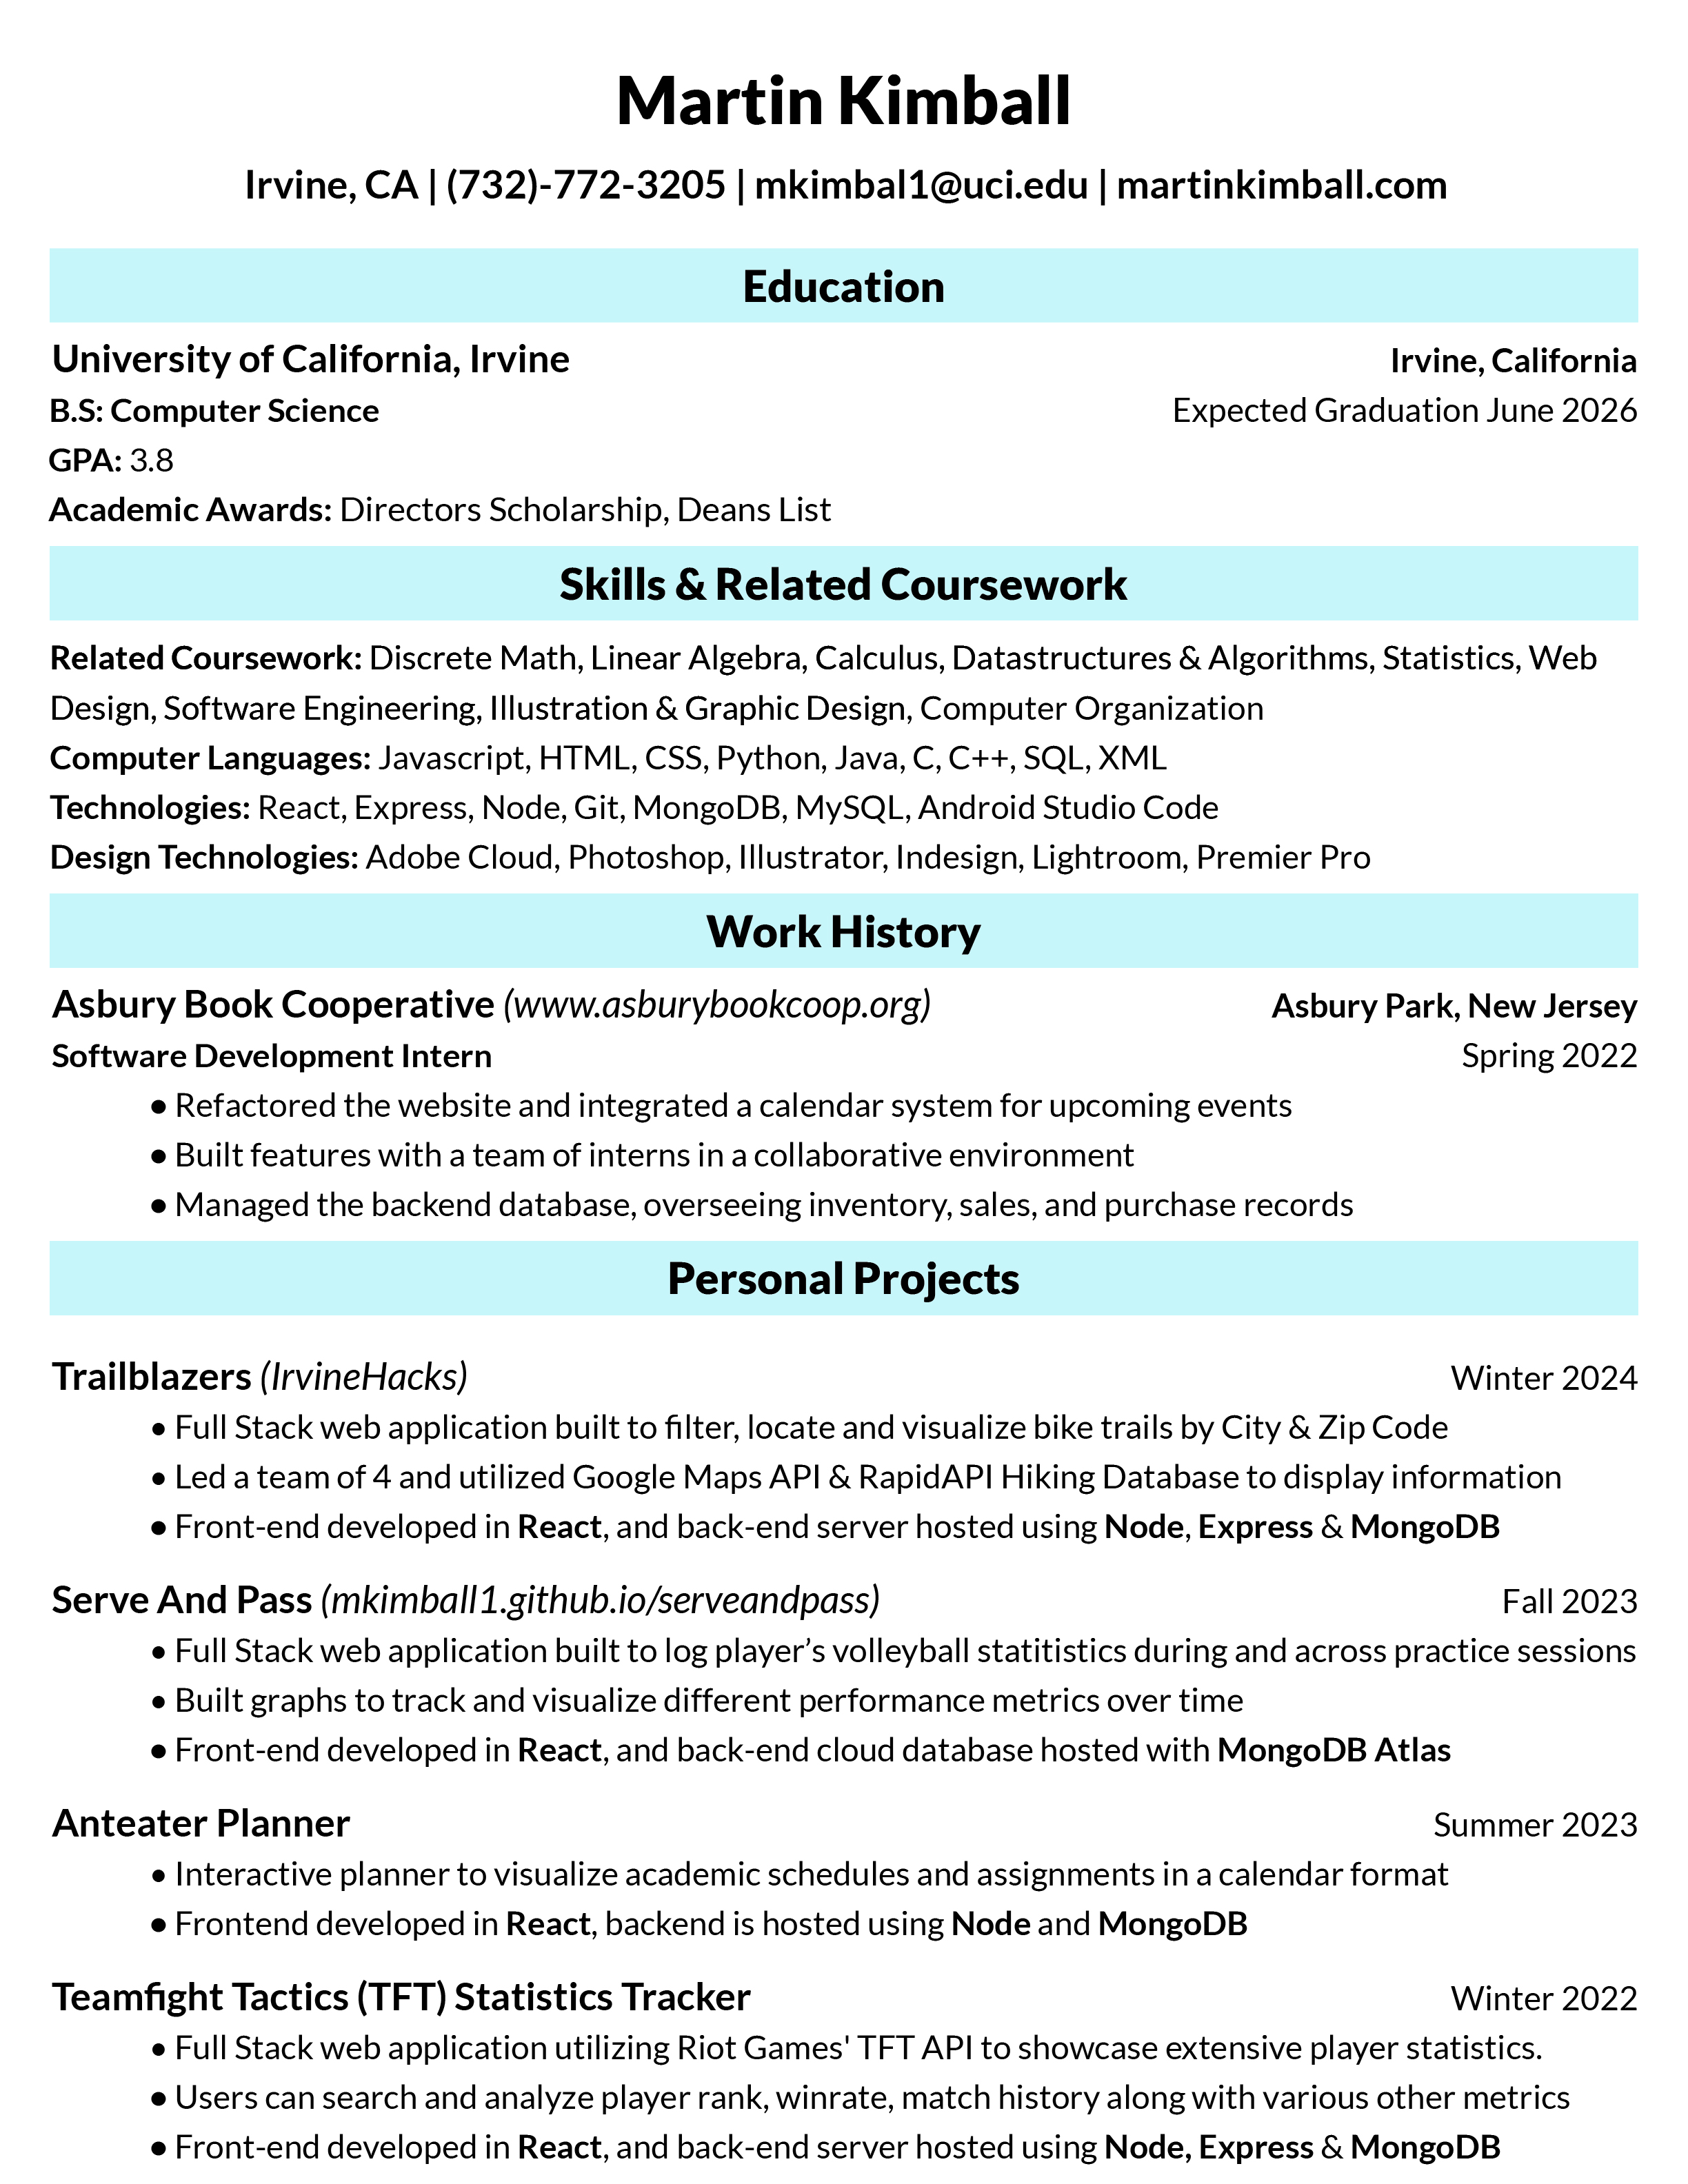 Martin Kimball
Irvine, CA | (732)-772-3205 | mkimbal1@uci.edu | martinkimball.com
Education
University of California, Irvine Irvine, California
B.S: Computer Science Expected Graduation June 2026
GPA: 3.8
Academic Awards: Directors Scholarship, Deans List
Skills & Related Coursework
Related Coursework: Discrete Math, Linear Algebra, Calculus, Datastructures & Algorithms, Statistics, Web
Design, Software Engineering, Illustration & Graphic Design, Computer Organization
Computer Languages: Javascript, HTML, CSS, Python, Java, C, C++, SQL, XML
Technologies: React, Express, Node, Git, MongoDB, MySQL, Android Studio Code
Design Technologies: Adobe Cloud, Photoshop, Illustrator, Indesign, Lightroom, Premier Pro
Work History
Asbury Book Cooperative (www.asburybookcoop.org) Asbury Park, New Jersey
Software Development Intern Spring 2022
• Refactored the website and integrated a calendar system for upcoming events
• Built features with a team of interns in a collaborative environment
• Managed the backend database, overseeing inventory, sales, and purchase records
Personal Projects
Trailblazers (IrvineHacks) Winter 2024
• Full Stack web application built to filter, locate and visualize bike trails by City & Zip Code
• Led a team of 4 and utilized Google Maps API & RapidAPI Hiking Database to display information
• Front-end developed in React, and back-end server hosted using Node, Express & MongoDB
Serve And Pass (mkimball1.github.io/serveandpass) Fall 2023
• Full Stack web application built to log player’s volleyball statitistics during and across practice sessions
• Built graphs to track and visualize different performance metrics over time
• Front-end developed in React, and back-end cloud database hosted with MongoDB Atlas
Anteater Planner Summer 2023
• Interactive planner to visualize academic schedules and assignments in a calendar format
• Frontend developed in React, backend is hosted using Node and MongoDB
Teamfight Tactics (TFT) Statistics Tracker Winter 2022
• Full Stack web application utilizing Riot Games' TFT API to showcase extensive player statistics.
• Users can search and analyze player rank, winrate, match history along with various other metrics
• Front-end developed in React, and back-end server hosted using Node, Express & MongoDB